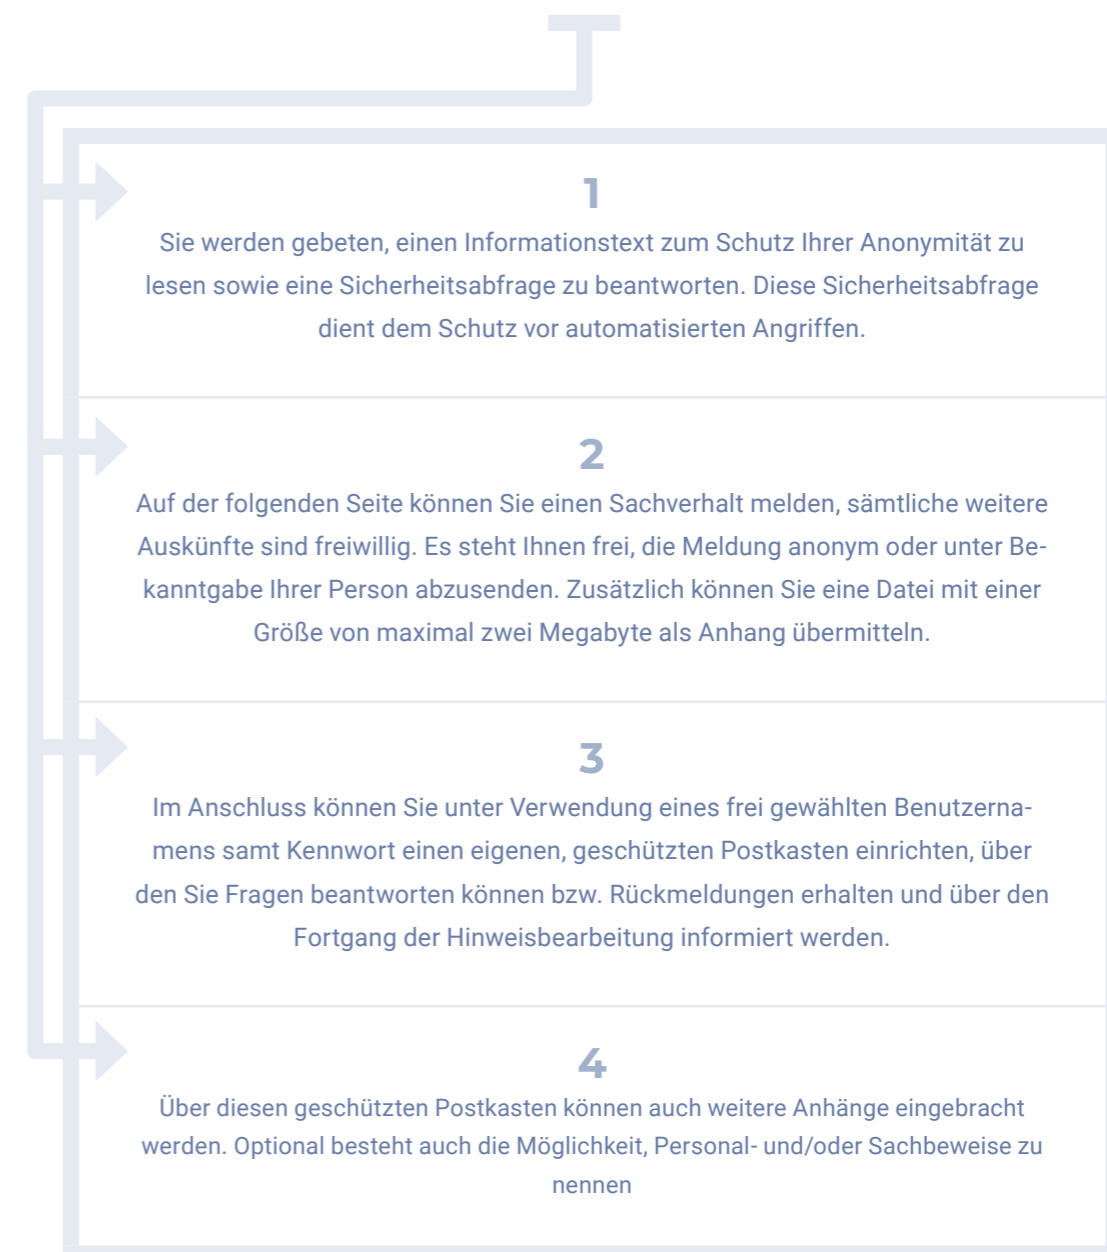 1
Sie werden gebeten, einen Informationstext zum Schutz Ihrer Anonymität zu
lesen sowie eine Sicherheitsabfrage zu beantworten. Diese Sicherheitsabfrage
dient dem Schutz vor automatisierten Angriffen.
2
Auf der folgenden Seite können Sie einen Sachverhalt melden, sämtliche weitere
Auskünfte sind freiwillig. Es steht Ihnen frei, die Meldung anonym oder unter Be-
kanntgabe Ihrer Person abzusenden. Zusätzlich können Sie eine Datei mit einer
Größe von maximal zwei Megabyte als Anhang übermitteln.
3
Im Anschluss können Sie unter Verwendung eines frei gewählten Benutzerna-
mens samt Kennwort einen eigenen, geschützten Postkasten einrichten, über
den Sie Fragen beantworten können bzw. Rückmeldungen erhalten und über den
Fortgang der Hinweisbearbeitung informiert werden.
4
Über diesen geschützten Postkasten können auch weitere Anhänge eingebracht
werden. Optional besteht auch die Möglichkeit, Personal- und/oder Sachbeweise zu
nennen